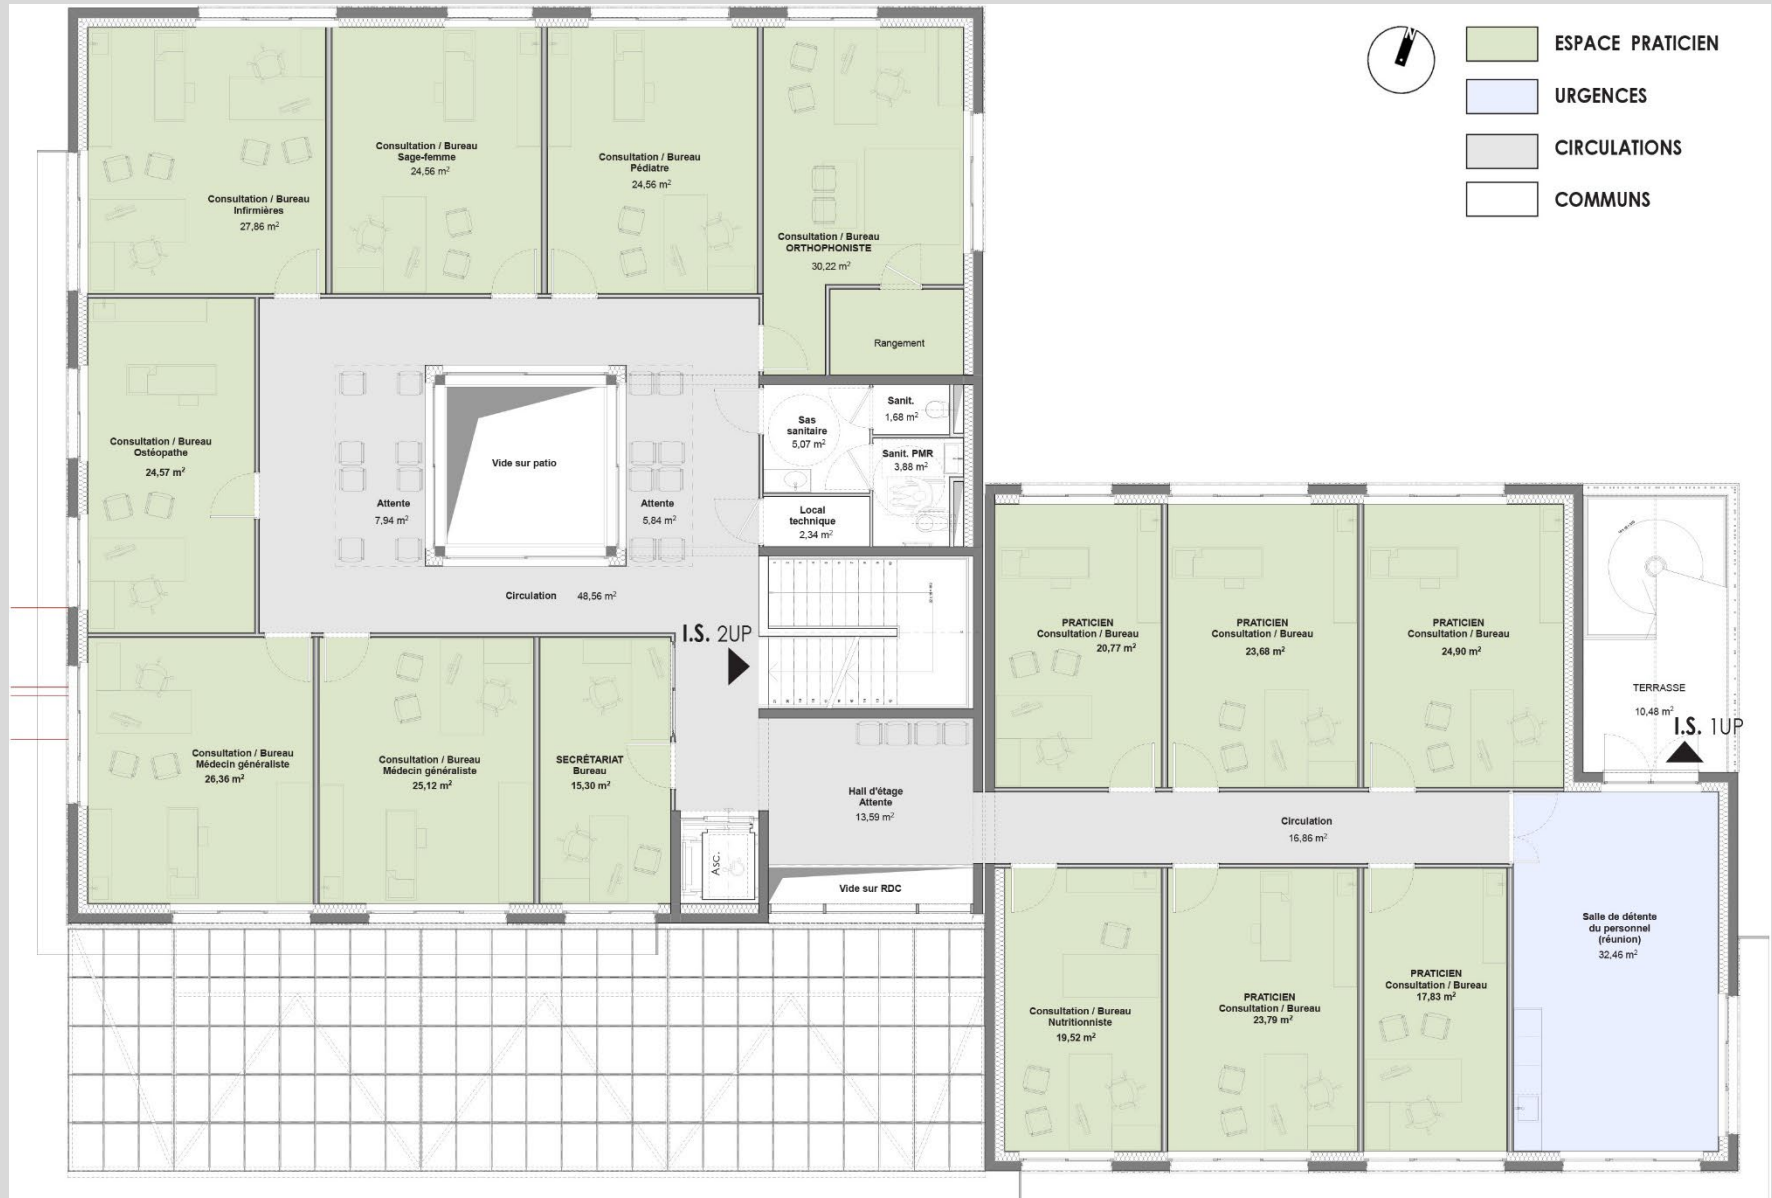 N
ESPACE PRATICIEN
URGENCES
CIRCULATIONS
COMMUNS
Consultation / Bureau
Infirmières
27,86 m²
Consultation / Bureau
Sage-femme
24,56 m²
Consultation / Bureau
Pédiatre
24,56 m²
Consultation / Bureau
ORTHOPHONISTE
30,22 m²
Rangement
Consultation / Bureau
Ostéopathe
24,57 m²
Attente
7,94 m²
Vide sur patio
Attente
5,84 m²
Sas
sanitaire
5,07 m²
Sanit.
1,68 m²
Sanit. PMR
3,88 m²
Local
technique
2,34 m²
Circulation 48,56 m²
I.S. 2UP
Consultation / Bureau
Médecin généraliste
26,36 m²
Consultation / Bureau
Médecin généraliste
25,12 m²
SECRÉTARIAT
Bureau
15,30 m²
Asc.
Hall d'étage
Attente
13,59 m²
Vide sur RDC
PRATICIEN
Consultation / Bureau
20,77 m²
PRATICIEN
Consultation / Bureau
23,68 m²
PRATICIEN
Consultation / Bureau
24,90 m²
TERRASSE
10,48 m²
I.S. 1UP
Circulation
16,86 m²
Consultation / Bureau
Nutritionniste
19,52 m²
PRATICIEN
Consultation / Bureau
23,79 m²
PRATICIEN
Consultation / Bureau
17,83 m²
Salle de détente
du personnel
(réunion)
32,46 m²